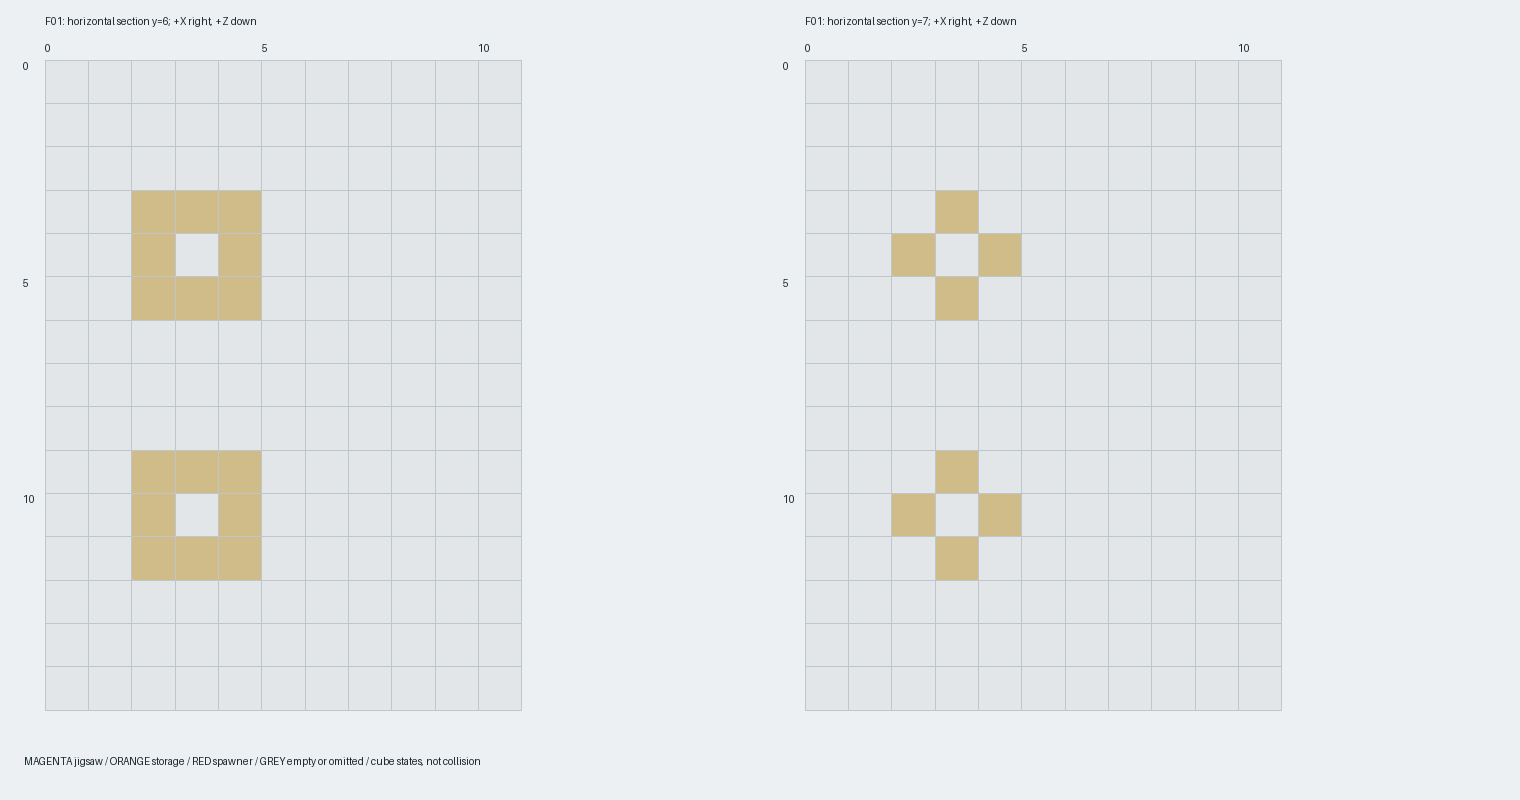 F01: horizontal section y=6; +X right, +Z down
F01: horizontal section y=7; +X right, +Z down
0 5 10
0 5 10
0
0
5
5
10
10
MAGENTA jigsaw / ORANGE storage / RED spawner / GREY empty or omitted / cube states, not collision